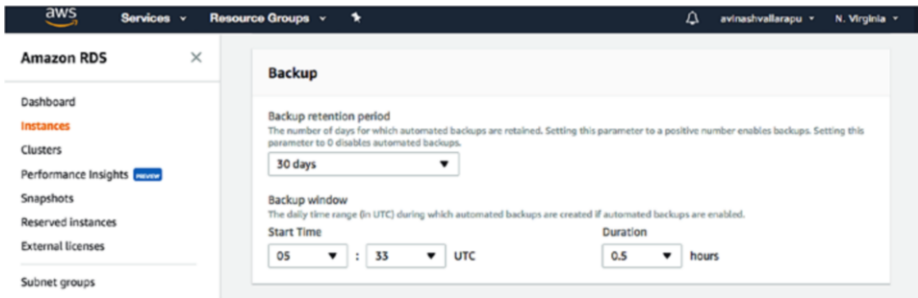 aws
Services
Resource Groups
avinashvallarapu
N. Virginia
Amazon RDS
Dashboard
Instances
Clusters
Performance Insights PREVIEW
Snapshots
Reserved instances
External licenses
Subnet groups
Backup
Backup retention period
The number of days for which automated backups are retained. Setting this parameter to a positive number enables backups. Setting this
parameter to 0 disables automated backups.
30 days
Backup window
The daily time range (in UTC) during which automated backups are created if automated backups are enabled.
Start Time
05 : 33 UTC
Duration
0.5 hours